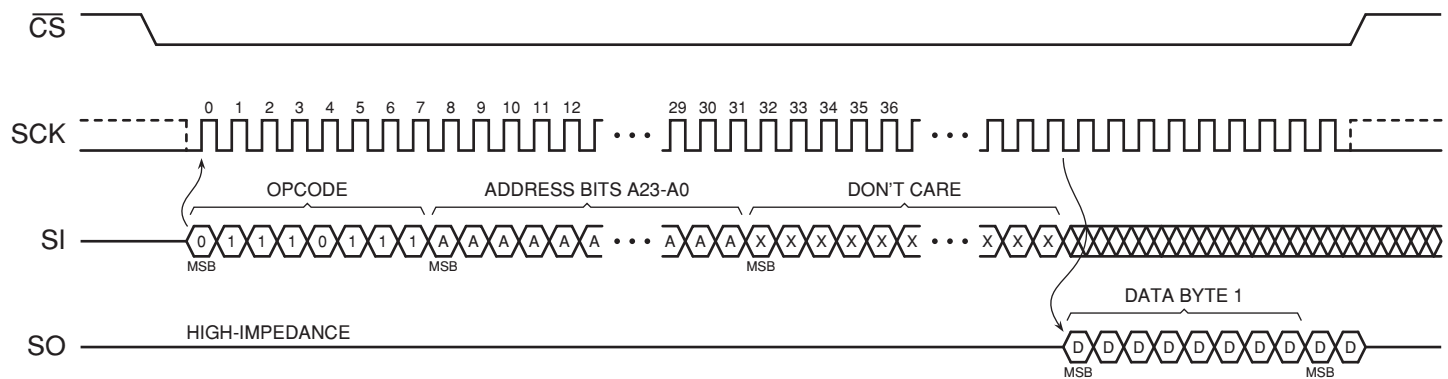 CS
0 1 2 3 4 5 6 7 8 9 10 11 12 29 30 31 32 33 34 35 36
SCK • • • • • •
OPCODE ADDRESS BITS A23-A0 DON'T CARE
SI 0 1 1 1 0 1 1 1 A A A A A A • • • A A A X X X X X X • • • X X X
MSB MSB MSB
DATA BYTE 1
HIGH-IMPEDANCE
SO D D D D D D D D D D
MSB MSB